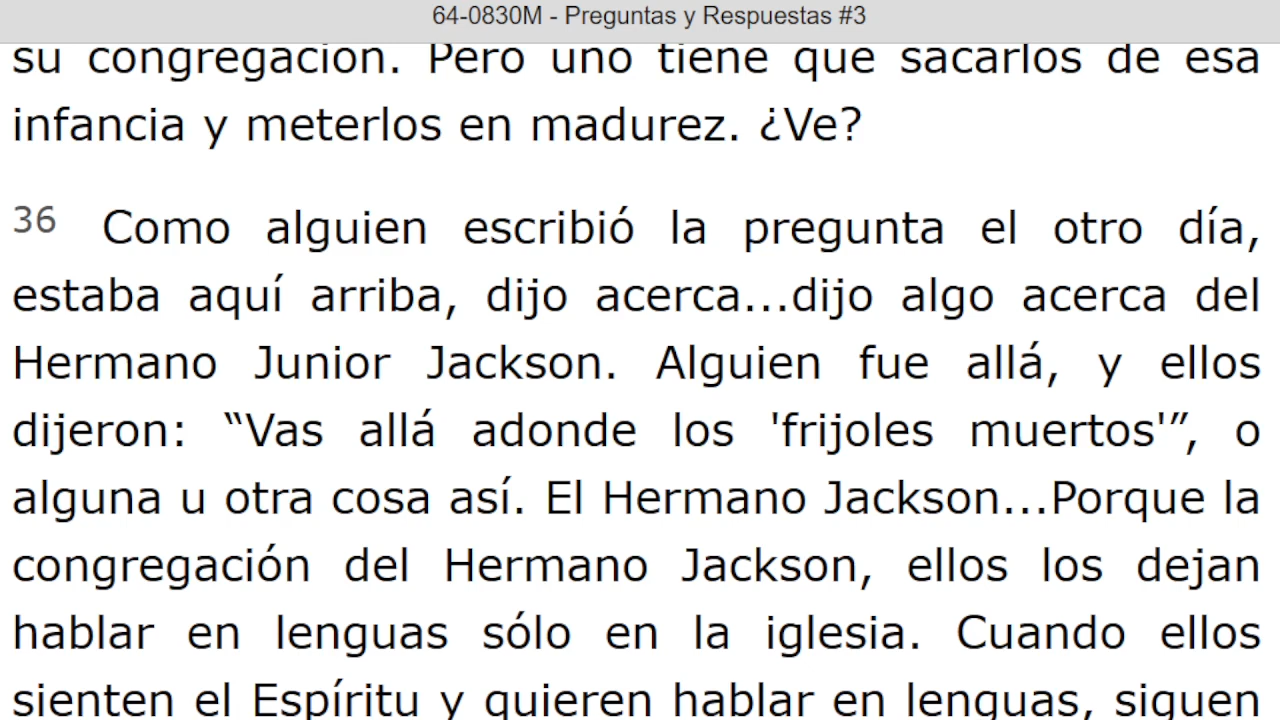 64-0830M - Preguntas y Respuestas #3
su congregación. Pero uno tiene que sacarlos de esa
infancia y meterlos en madurez. ¿Ve?
36 Como alguien escribió la pregunta el otro día,
estaba aquí arriba, dijo acerca...dijo algo acerca del
Hermano Junior Jackson. Alguien fue allá, y ellos
dijeron: “Vas allá adonde los 'frijoles muertos'”, o
alguna u otra cosa así. El Hermano Jackson...Porque la
congregación del Hermano Jackson, ellos los dejan
hablar en lenguas sólo en la iglesia. Cuando ellos
sienten el Espíritu y quieren hablar en lenguas, siguen